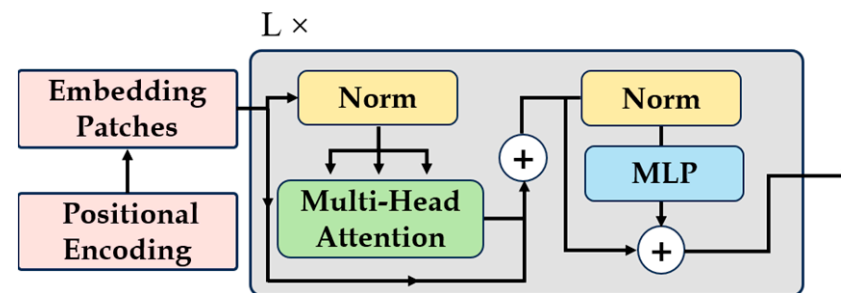 L ×
Embedding
Patches
Positional
Encoding
Norm
Multi-Head
Attention
+
Norm
MLP
+